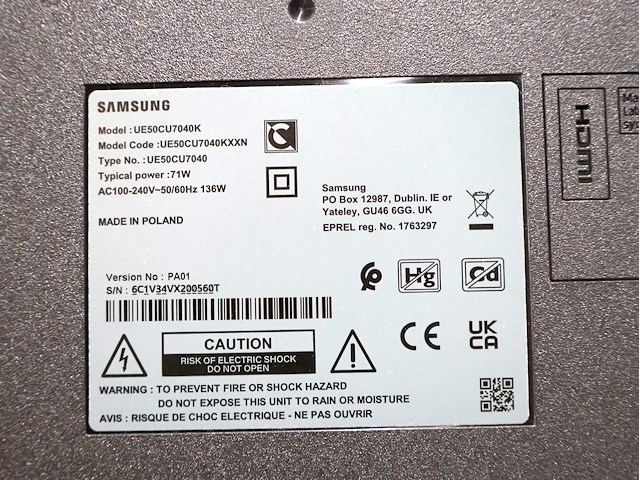 SAMSUNG
Model : UE50CU7040K
Model Code : UE50CU7040KXXN
Type No. : UE50CU7040
Typical power : 71W
AC100-240V~50/60Hz 136W
MADE IN POLAND
Samsung
PO Box 12987, Dublin. IE or
Yateley, GU46 6GG. UK
EPREL reg. No. 1763297
Version No : PA01
S/N : 6C1V34VX200560T
Hg
Cd
CE
UK
CA
CAUTION
RISK OF ELECTRIC SHOCK
DO NOT OPEN
WARNING : TO PREVENT FIRE OR SHOCK HAZARD
DO NOT EXPOSE THIS UNIT TO RAIN OR MOISTURE
AVIS : RISQUE DE CHOC ELECTRIQUE - NE PAS OUVRIR
HDMI